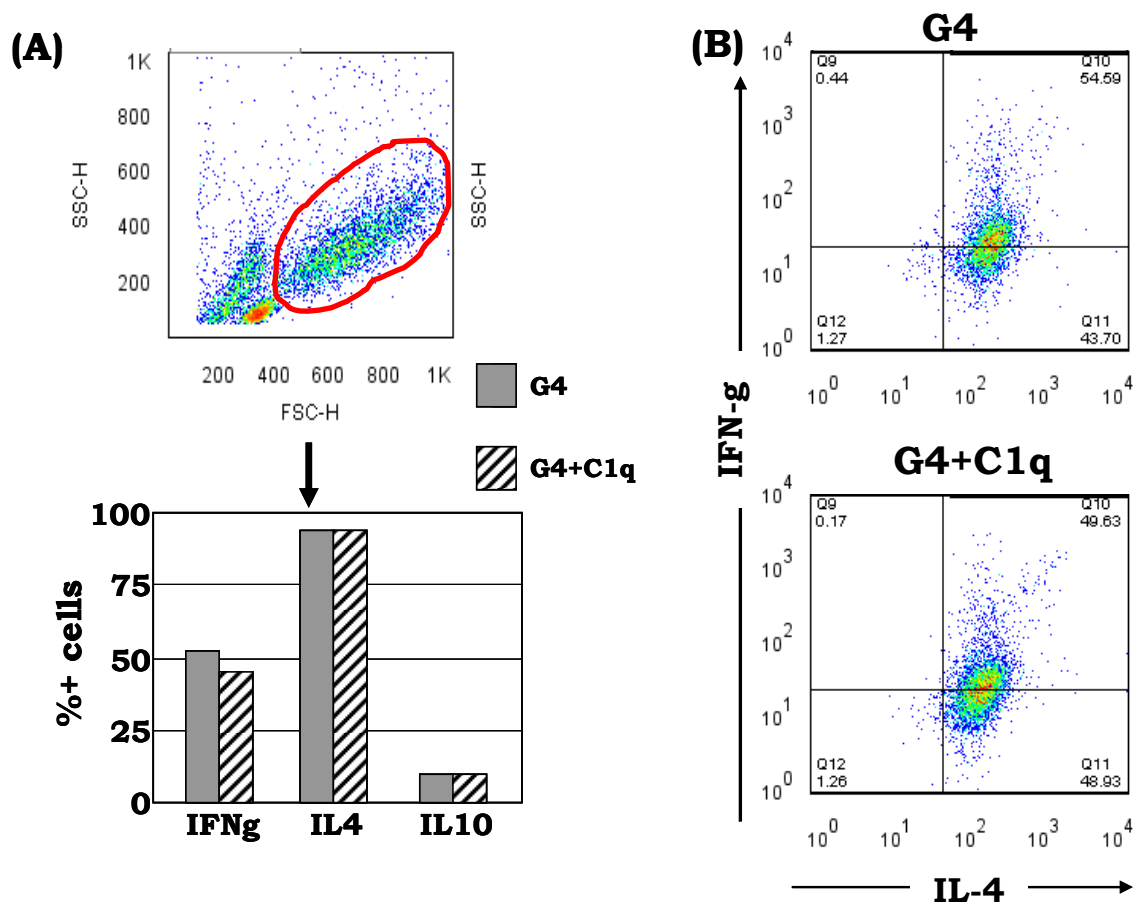 (A)
1K
800
600
400
200
SSC-H
SSC-H
200 400 600 800 1K
FSC-H
G4
G4+C1q
100
75
50
25
0
%+ cells
IFNg IL4 IL10
(B)
G4
10^4
10^3
10^2
10^1
10^0
Q9
0.44
Q10
54.59
Q12
1.27
Q11
43.70
10^0 10^1 10^2 10^3 10^4
IFN-g
G4+C1q
10^4
10^3
10^2
10^1
10^0
Q9
0.17
Q10
49.63
Q12
1.26
Q11
48.93
10^0 10^1 10^2 10^3 10^4
IL-4